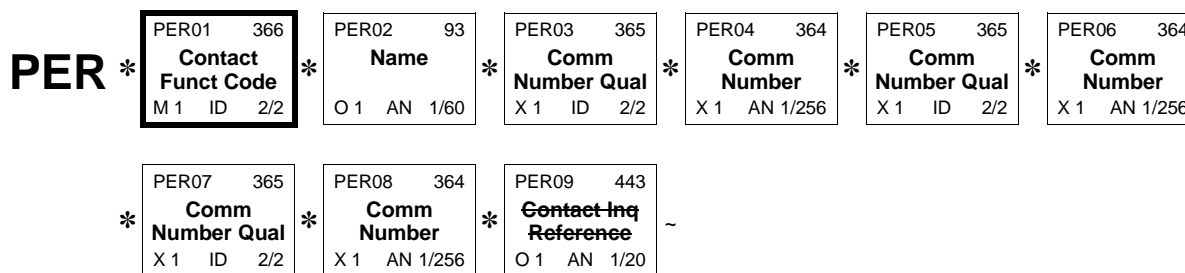 PER01 366 PER02 93 PER03 365 PER04 364 PER05 365 PER06 364
PER * Contact Funct Code * Name * Comm Number Qual * Comm Number * Comm Number Qual * Comm Number
M 1 ID 2/2 O 1 AN 1/60 X 1 ID 2/2 X 1 AN 1/256 X 1 ID 2/2 X 1 AN 1/256
PER07 365 PER08 364 PER09 443
* Comm Number Qual * Comm Number * Contact Inq Reference ~
X 1 ID 2/2 X 1 AN 1/256 O 1 AN 1/20